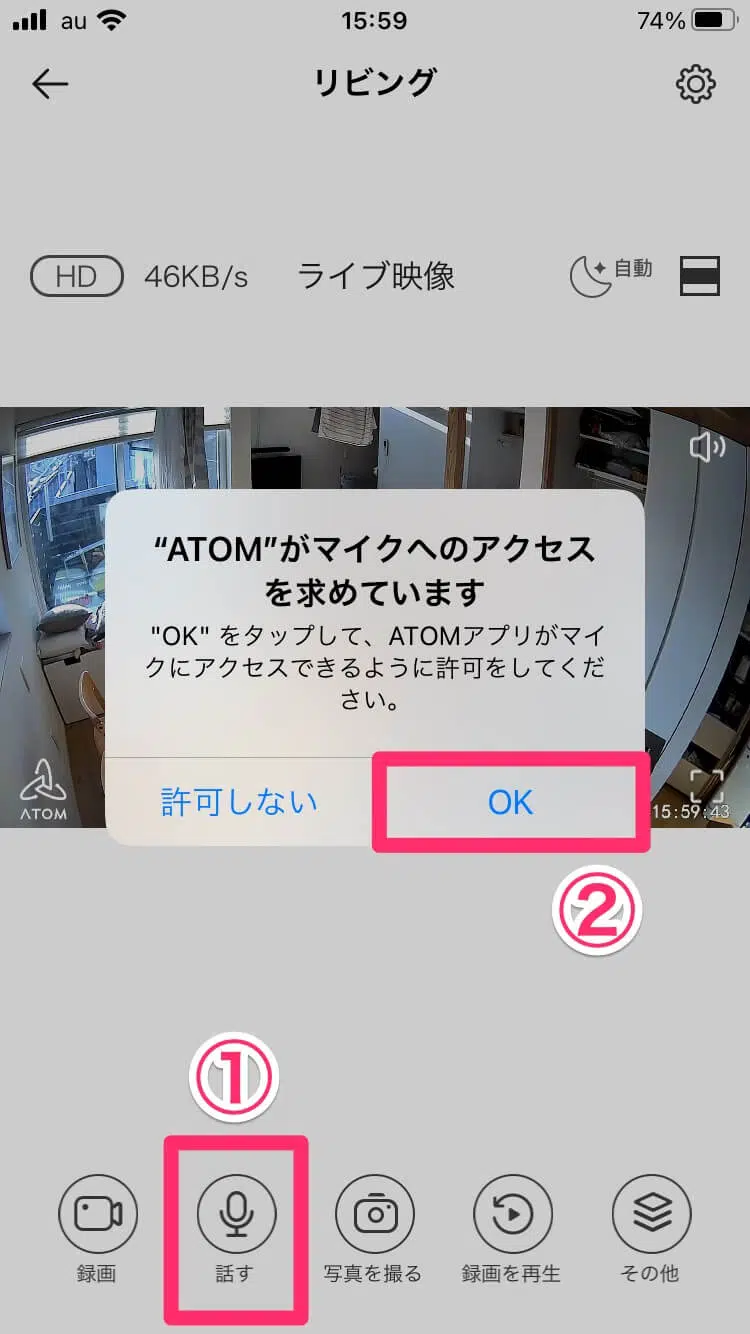 au 15:59 74%
リビング
HD 46KB/s ライブ映像 自動
“ATOM”がマイクへのアクセス
を求めています
"OK" をタップして、ATOMアプリがマイ
クにアクセスできるように許可をしてくだ
さい。
許可しない OK
ATOM 15:59:43
②
①
録画 話す 写真を撮る 録画を再生 その他